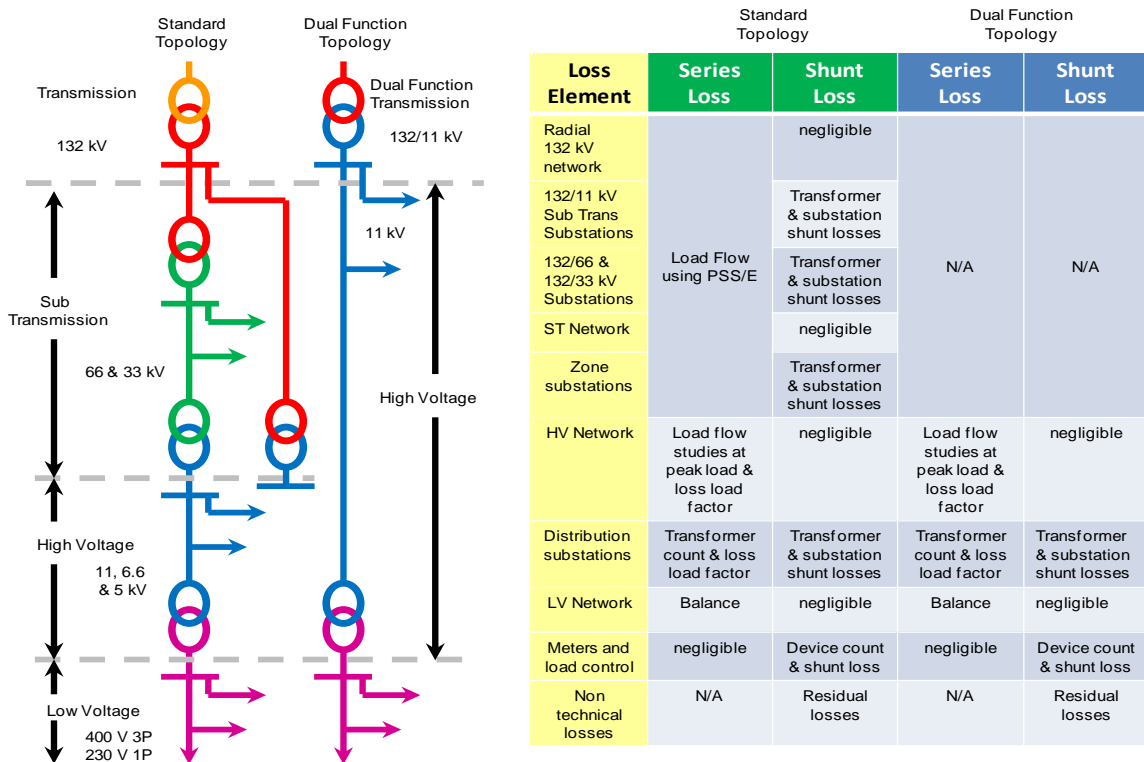 Standard
Topology
Dual Function
Topology
Transmission
Dual Function
Transmission
132 kV
132/11 kV
11 kV
Sub
Transmission
66 & 33 kV
High Voltage
High Voltage
11, 6.6
& 5 kV
Low Voltage
400 V 3P
230 V 1P
Standard
Topology
Dual Function
Topology
Loss
Element
Series
Loss
Shunt
Loss
Series
Loss
Shunt
Loss
Radial
132 kV
network
negligible
132/11 kV
Sub Trans
Substations
Transformer
& substation
shunt losses
Load Flow
using PSS/E
132/66 &
132/33 kV
Substations
Transformer
& substation
shunt losses
N/A
N/A
ST Network
negligible
Zone
substations
Transformer
& substation
shunt losses
HV Network
Load flow
studies at
peak load &
loss load
factor
negligible
Load flow
studies at
peak load &
loss load
factor
negligible
Distribution
substations
Transformer
count & loss
load factor
Transformer
& substation
shunt losses
Transformer
count & loss
load factor
Transformer
& substation
shunt losses
LV Network
Balance
negligible
Balance
negligible
Meters and
load control
negligible
Device count
& shunt loss
negligible
Device count
& shunt loss
Non
technical
losses
N/A
Residual
losses
N/A
Residual
losses